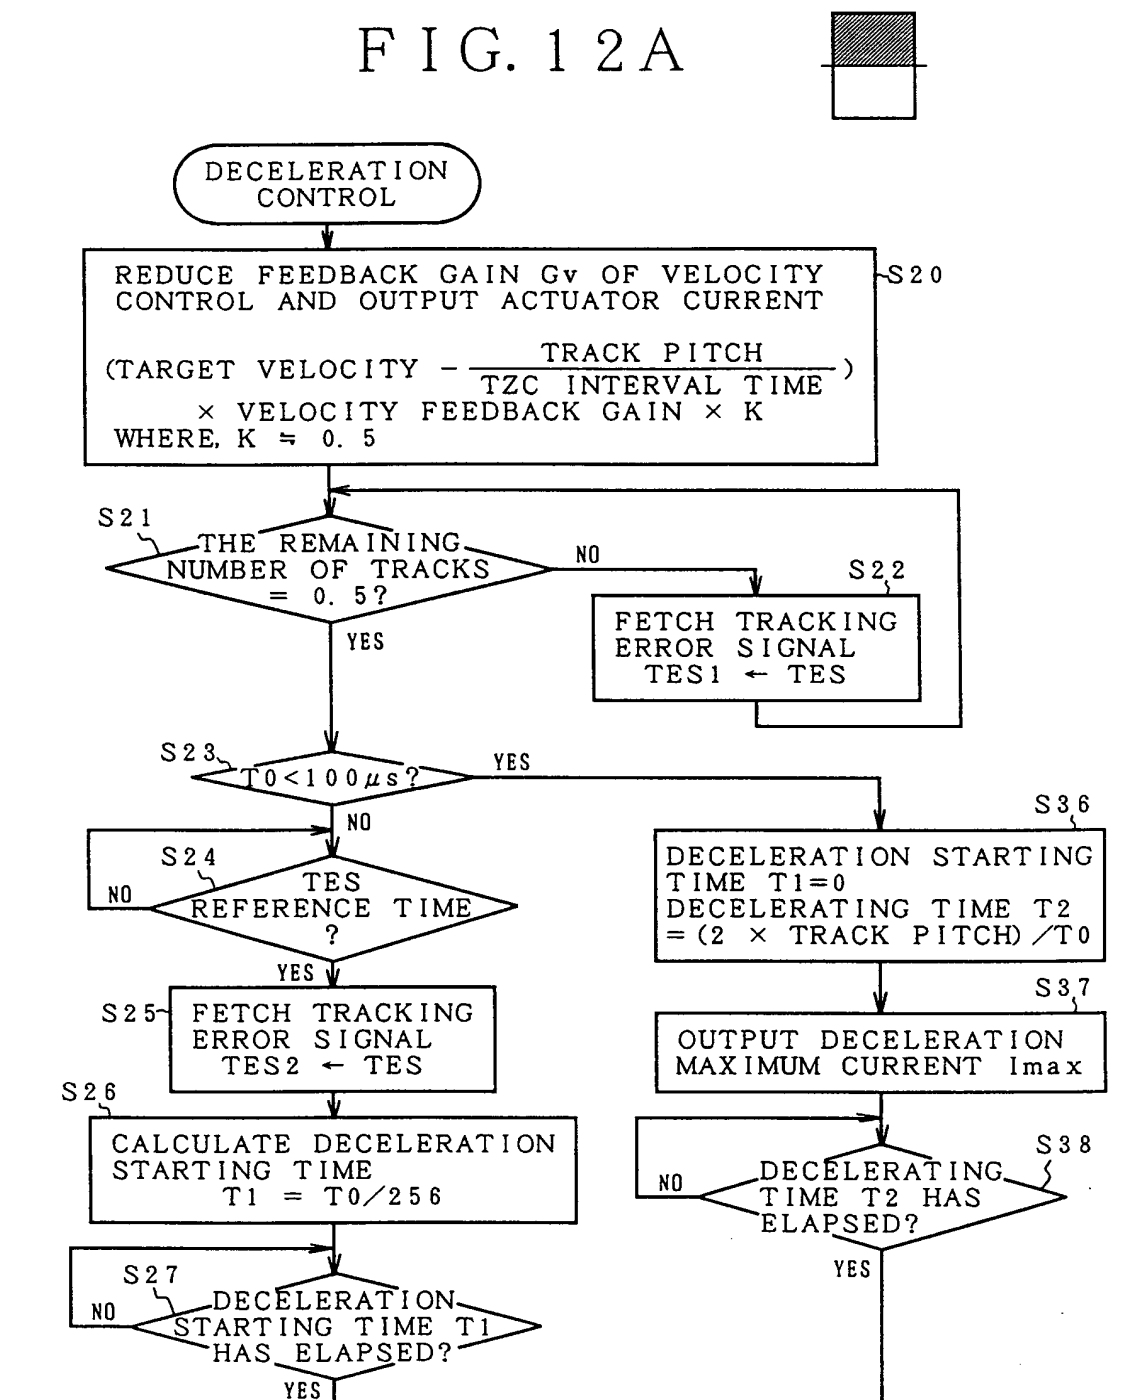 FIG. 12A
DECELERATION
CONTROL
REDUCE FEEDBACK GAIN Gv OF VELOCITY
CONTROL AND OUTPUT ACTUATOR CURRENT
S20
TRACK PITCH
(TARGET VELOCITY - )
TZC INTERVAL TIME
× VELOCITY FEEDBACK GAIN × K
WHERE, K ≒ 0.5
S21
THE REMAINING
NUMBER OF TRACKS
= 0.5?
NO
YES
S22
FETCH TRACKING
ERROR SIGNAL
TES1 ← TES
S23
T0<100μs?
YES
NO
S24
TES
REFERENCE TIME
?
NO
YES
S25
FETCH TRACKING
ERROR SIGNAL
TES2 ← TES
S26
CALCULATE DECELERATION
STARTING TIME
T1 = T0/256
S27
DECELERATION
STARTING TIME T1
HAS ELAPSED?
NO
YES
S36
DECELERATION STARTING
TIME T1=0
DECELERATING TIME T2
=(2 × TRACK PITCH)/T0
S37
OUTPUT DECELERATION
MAXIMUM CURRENT Imax
S38
DECELERATING
TIME T2 HAS
ELAPSED?
NO
YES